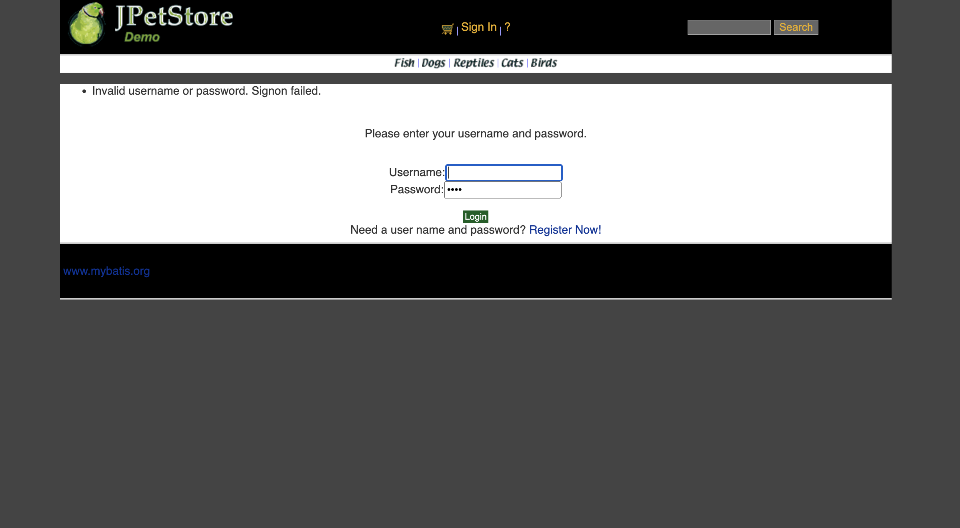 JPetStore
Demo
| Sign In | ?
Search
Fish | Dogs | Reptiles | Cats | Birds
• Invalid username or password. Signon failed.
Please enter your username and password.
Username:
Password: ••••
Login
Need a user name and password? Register Now!
www.mybatis.org